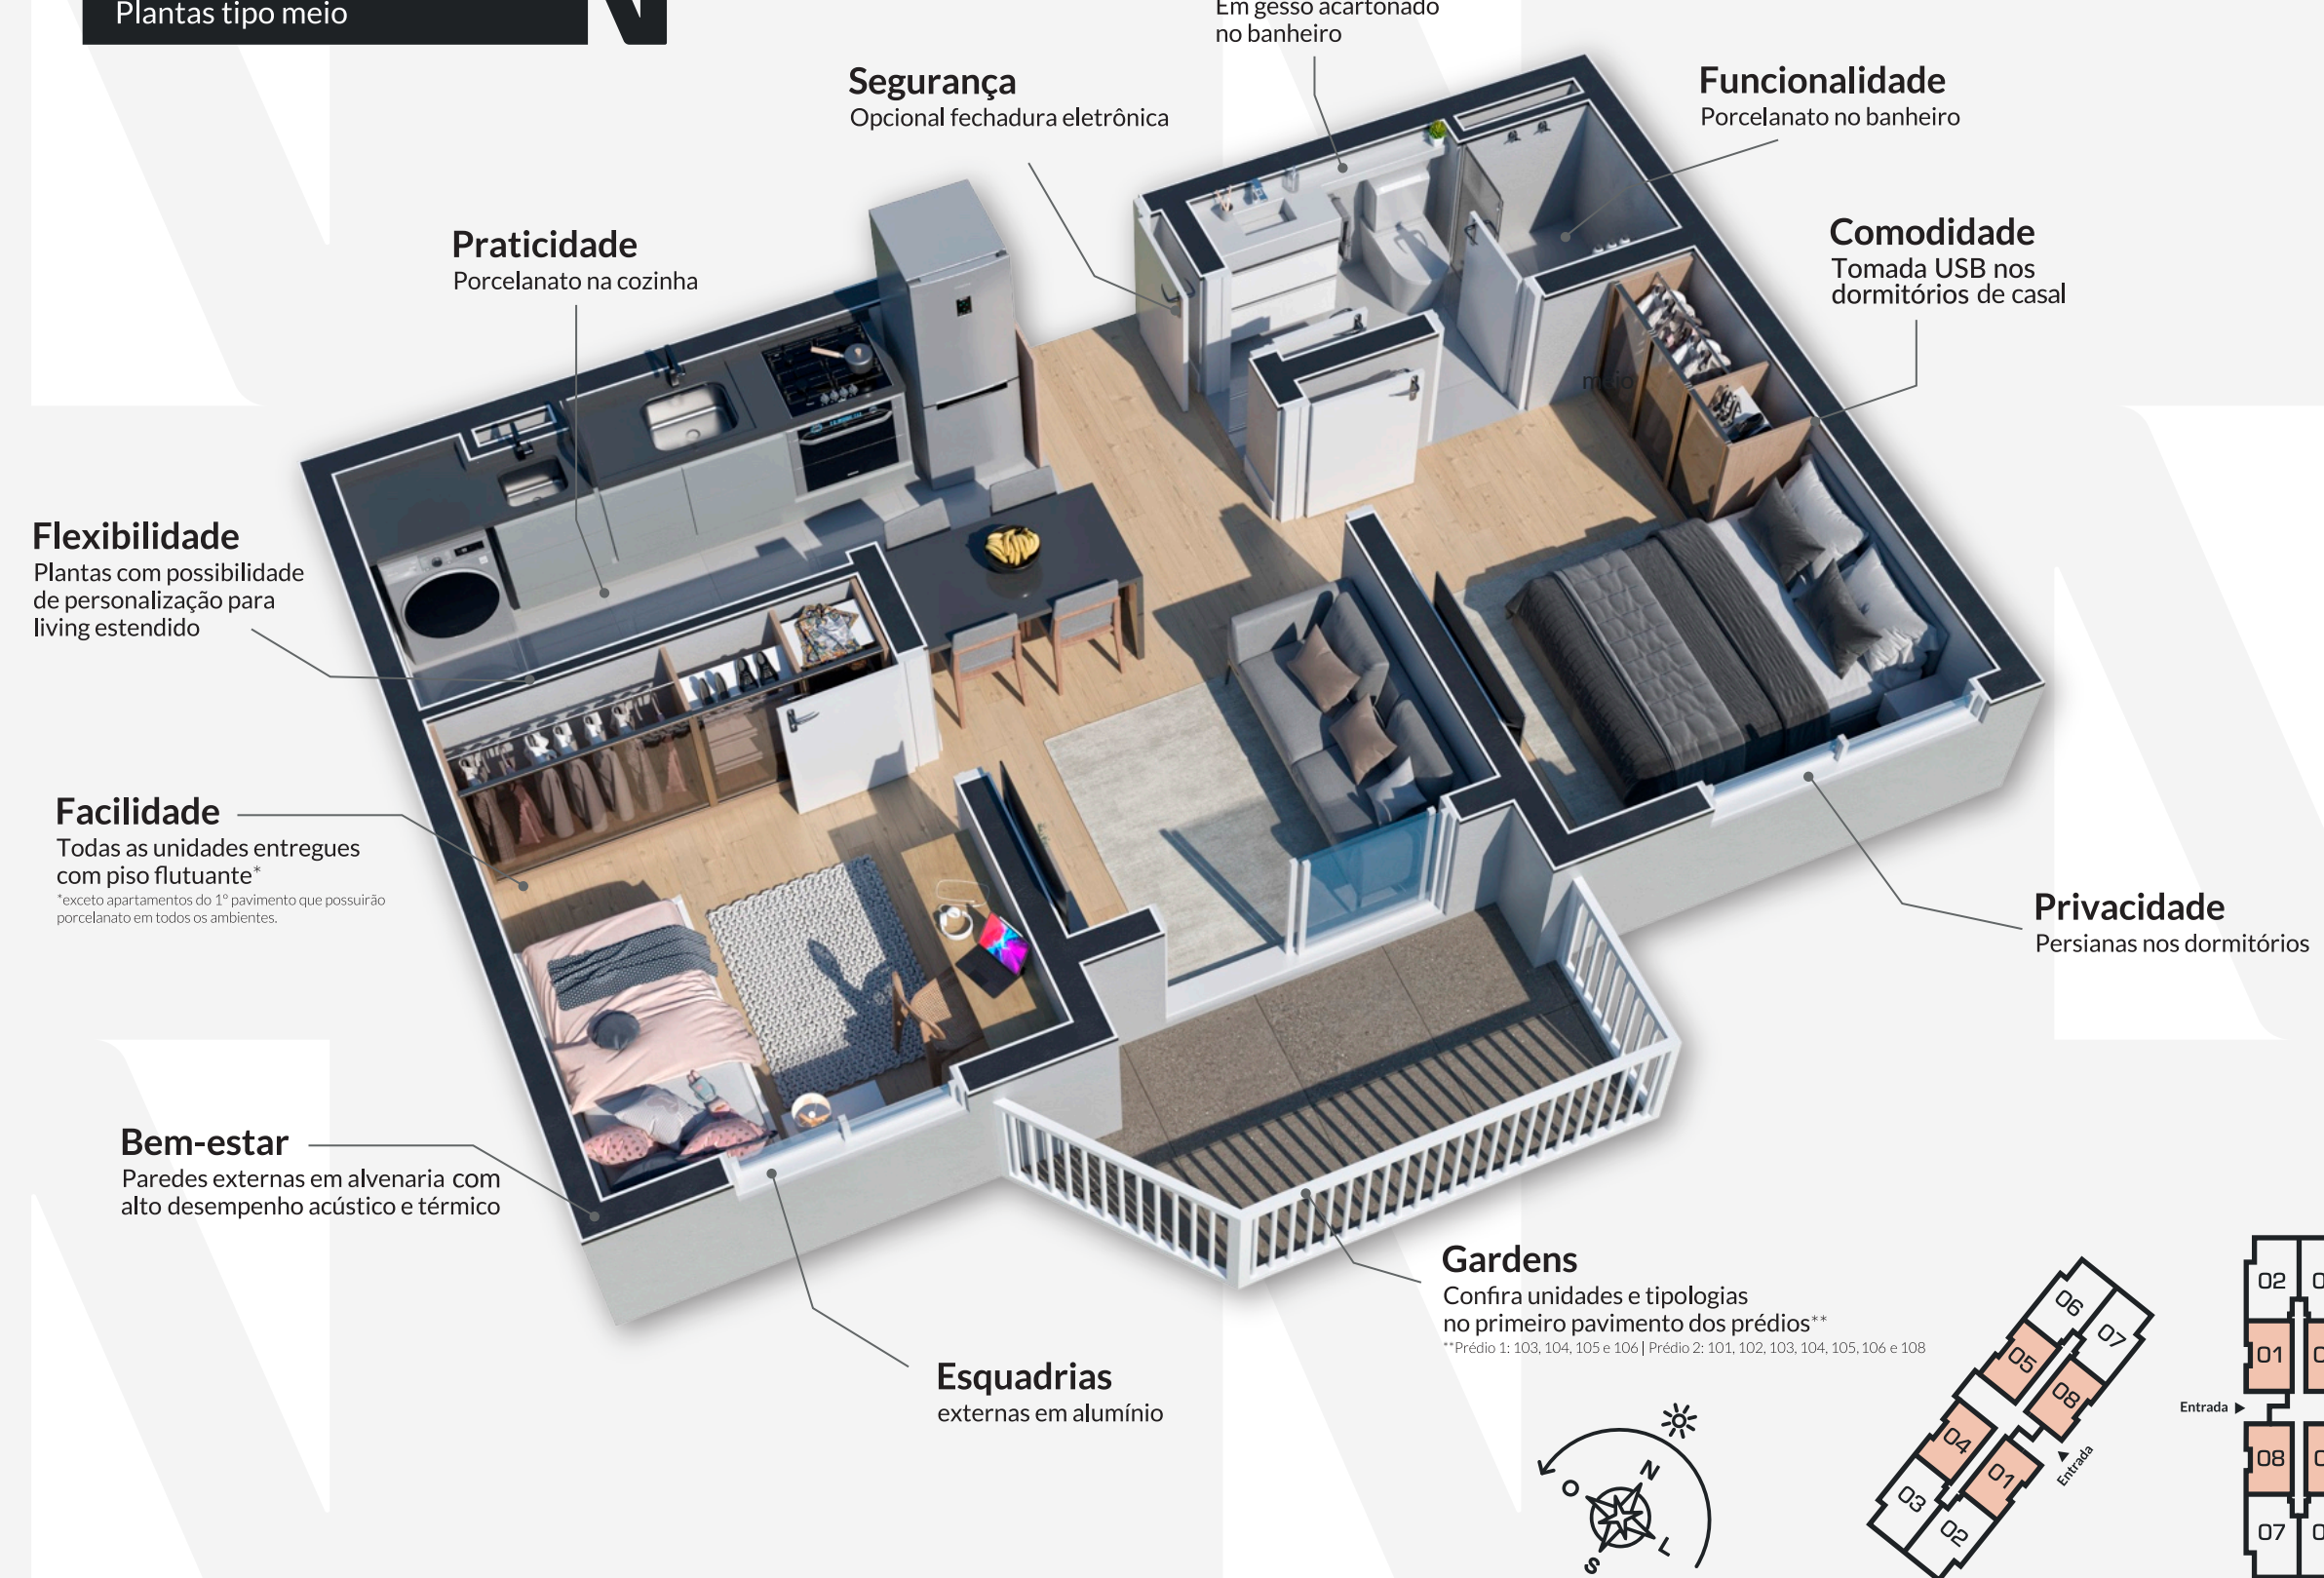 Plantas tipo meio
Em gesso acartonado
no banheiro
Segurança
Opcional fechadura eletrônica
Funcionalidade
Porcelanato no banheiro
Praticidade
Porcelanato na cozinha
Comodidade
Tomada USB nos
dormitórios de casal
meio
Flexibilidade
Plantas com possibilidade
de personalização para
living estendido
Facilidade
Todas as unidades entregues
com piso flutuante*
*exceto apartamentos do 1º pavimento que possuirão
porcelanato em todos os ambientes.
Privacidade
Persianas nos dormitórios
Bem-estar
Paredes externas em alvenaria com
alto desempenho acústico e térmico
Gardens
Confira unidades e tipologias
no primeiro pavimento dos prédios**
**Prédio 1: 103, 104, 105 e 106 | Prédio 2: 101, 102, 103, 104, 105, 106 e 108
Esquadrias
externas em alumínio
N
O
L
S
06
07
05
08
04
01
03
02
Entrada
02
01
Entrada
08
07